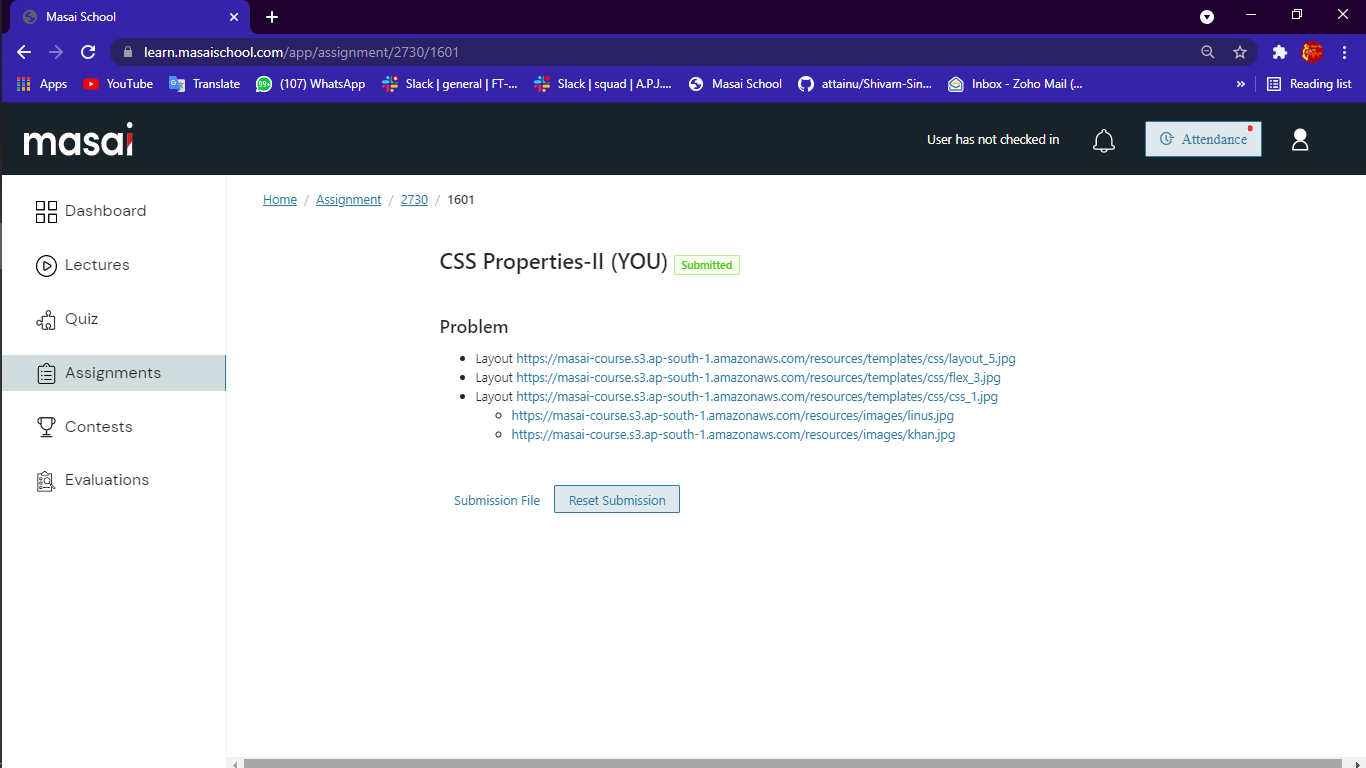 Masai School
learn.masaischool.com/app/assignment/2730/1601
Apps YouTube Translate 99+ (107) WhatsApp Slack | general | FT-... Slack | squad | A.P.J.... Masai School attainu/Shivam-Sin... Inbox - Zoho Mail (... » Reading list
masai
User has not checked in
Attendance
Dashboard
Lectures
Quiz
Assignments
Contests
Evaluations
Home / Assignment / 2730 / 1601
CSS Properties-II (YOU) Submitted
Problem
Layout https://masai-course.s3.ap-south-1.amazonaws.com/resources/templates/css/layout_5.jpg
Layout https://masai-course.s3.ap-south-1.amazonaws.com/resources/templates/css/flex_3.jpg
Layout https://masai-course.s3.ap-south-1.amazonaws.com/resources/templates/css/css_1.jpg
https://masai-course.s3.ap-south-1.amazonaws.com/resources/images/linus.jpg
https://masai-course.s3.ap-south-1.amazonaws.com/resources/images/khan.jpg
Submission File Reset Submission